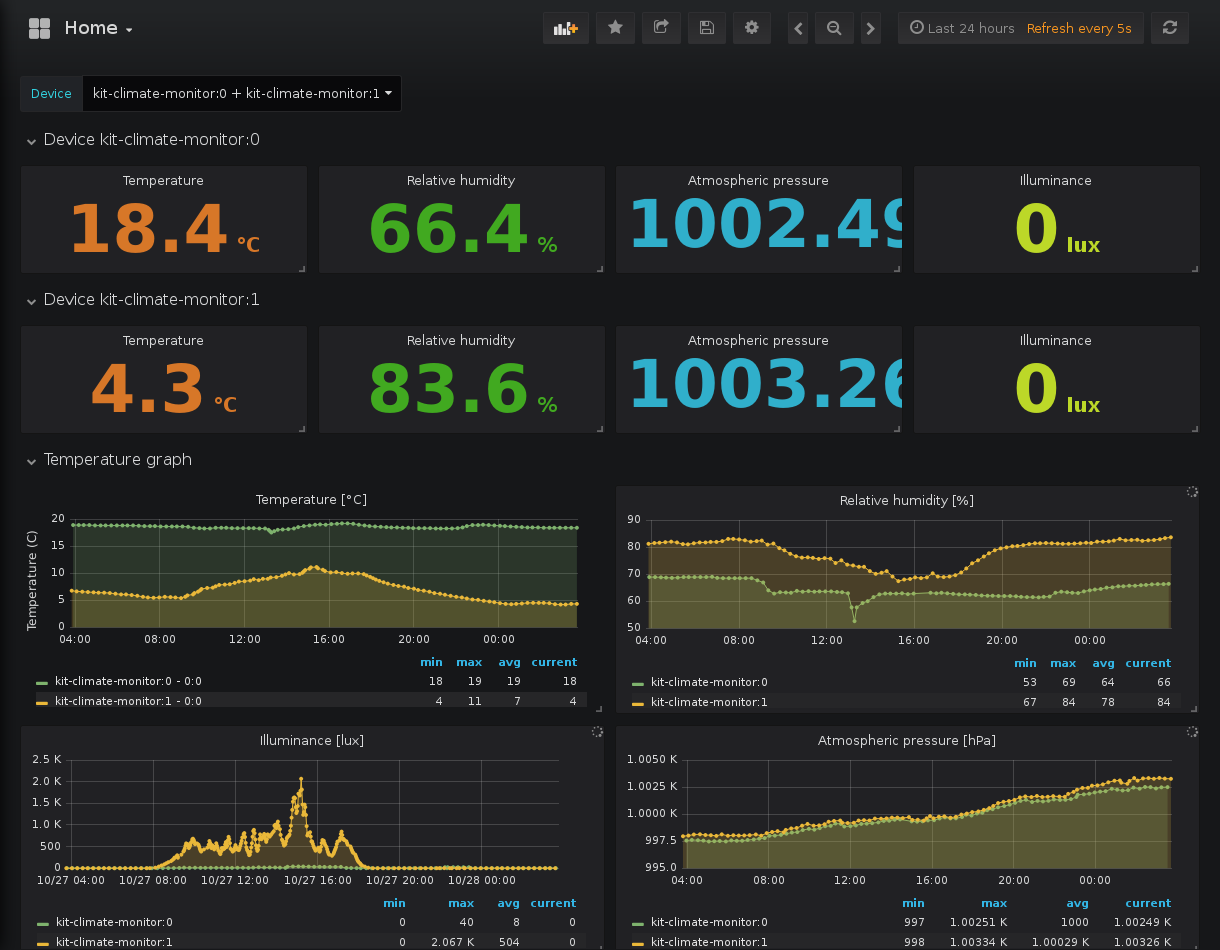 Home
Last 24 hours Refresh every 5s
Device kit-climate-monitor:0 + kit-climate-monitor:1
Device kit-climate-monitor:0
Temperature Relative humidity Atmospheric pressure Illuminance
18.4 °C 66.4 % 1002.49 0 lux
Device kit-climate-monitor:1
Temperature Relative humidity Atmospheric pressure Illuminance
4.3 °C 83.6 % 1003.26 0 lux
Temperature graph
Temperature [°C]
Temperature (C)
20
15
10
5
0
04:00 08:00 12:00 16:00 20:00 00:00
min max avg current
kit-climate-monitor:0 - 0:0 18 19 19 18
kit-climate-monitor:1 - 0:0 4 11 7 4
Relative humidity [%]
90
80
70
60
50
04:00 08:00 12:00 16:00 20:00 00:00
min max avg current
kit-climate-monitor:0 53 69 64 66
kit-climate-monitor:1 67 84 78 84
Illuminance [lux]
2.5 K
2.0 K
1.5 K
1.0 K
500
0
10/27 04:00 10/27 08:00 10/27 12:00 10/27 16:00 10/27 20:00 10/28 00:00
min max avg current
kit-climate-monitor:0 0 40 8 0
kit-climate-monitor:1 0 2.067 K 504 0
Atmospheric pressure [hPa]
1.0050 K
1.0025 K
1.0000 K
997.5
995.0
04:00 08:00 12:00 16:00 20:00 00:00
min max avg current
kit-climate-monitor:0 997 1.00251 K 1000 1.00249 K
kit-climate-monitor:1 998 1.00334 K 1.00029 K 1.00326 K